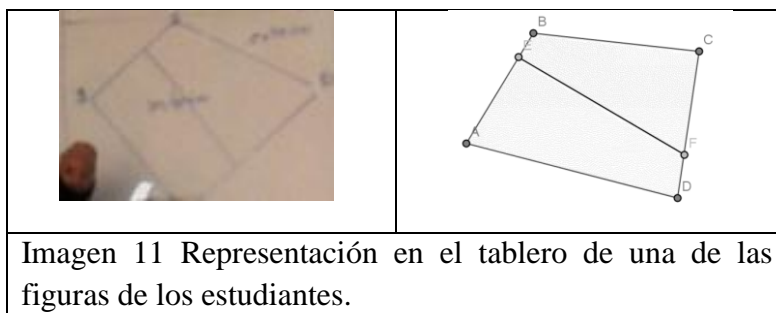 B
C
E
A
F
D
Imagen 11 Representación en el tablero de una de las
figuras de los estudiantes.